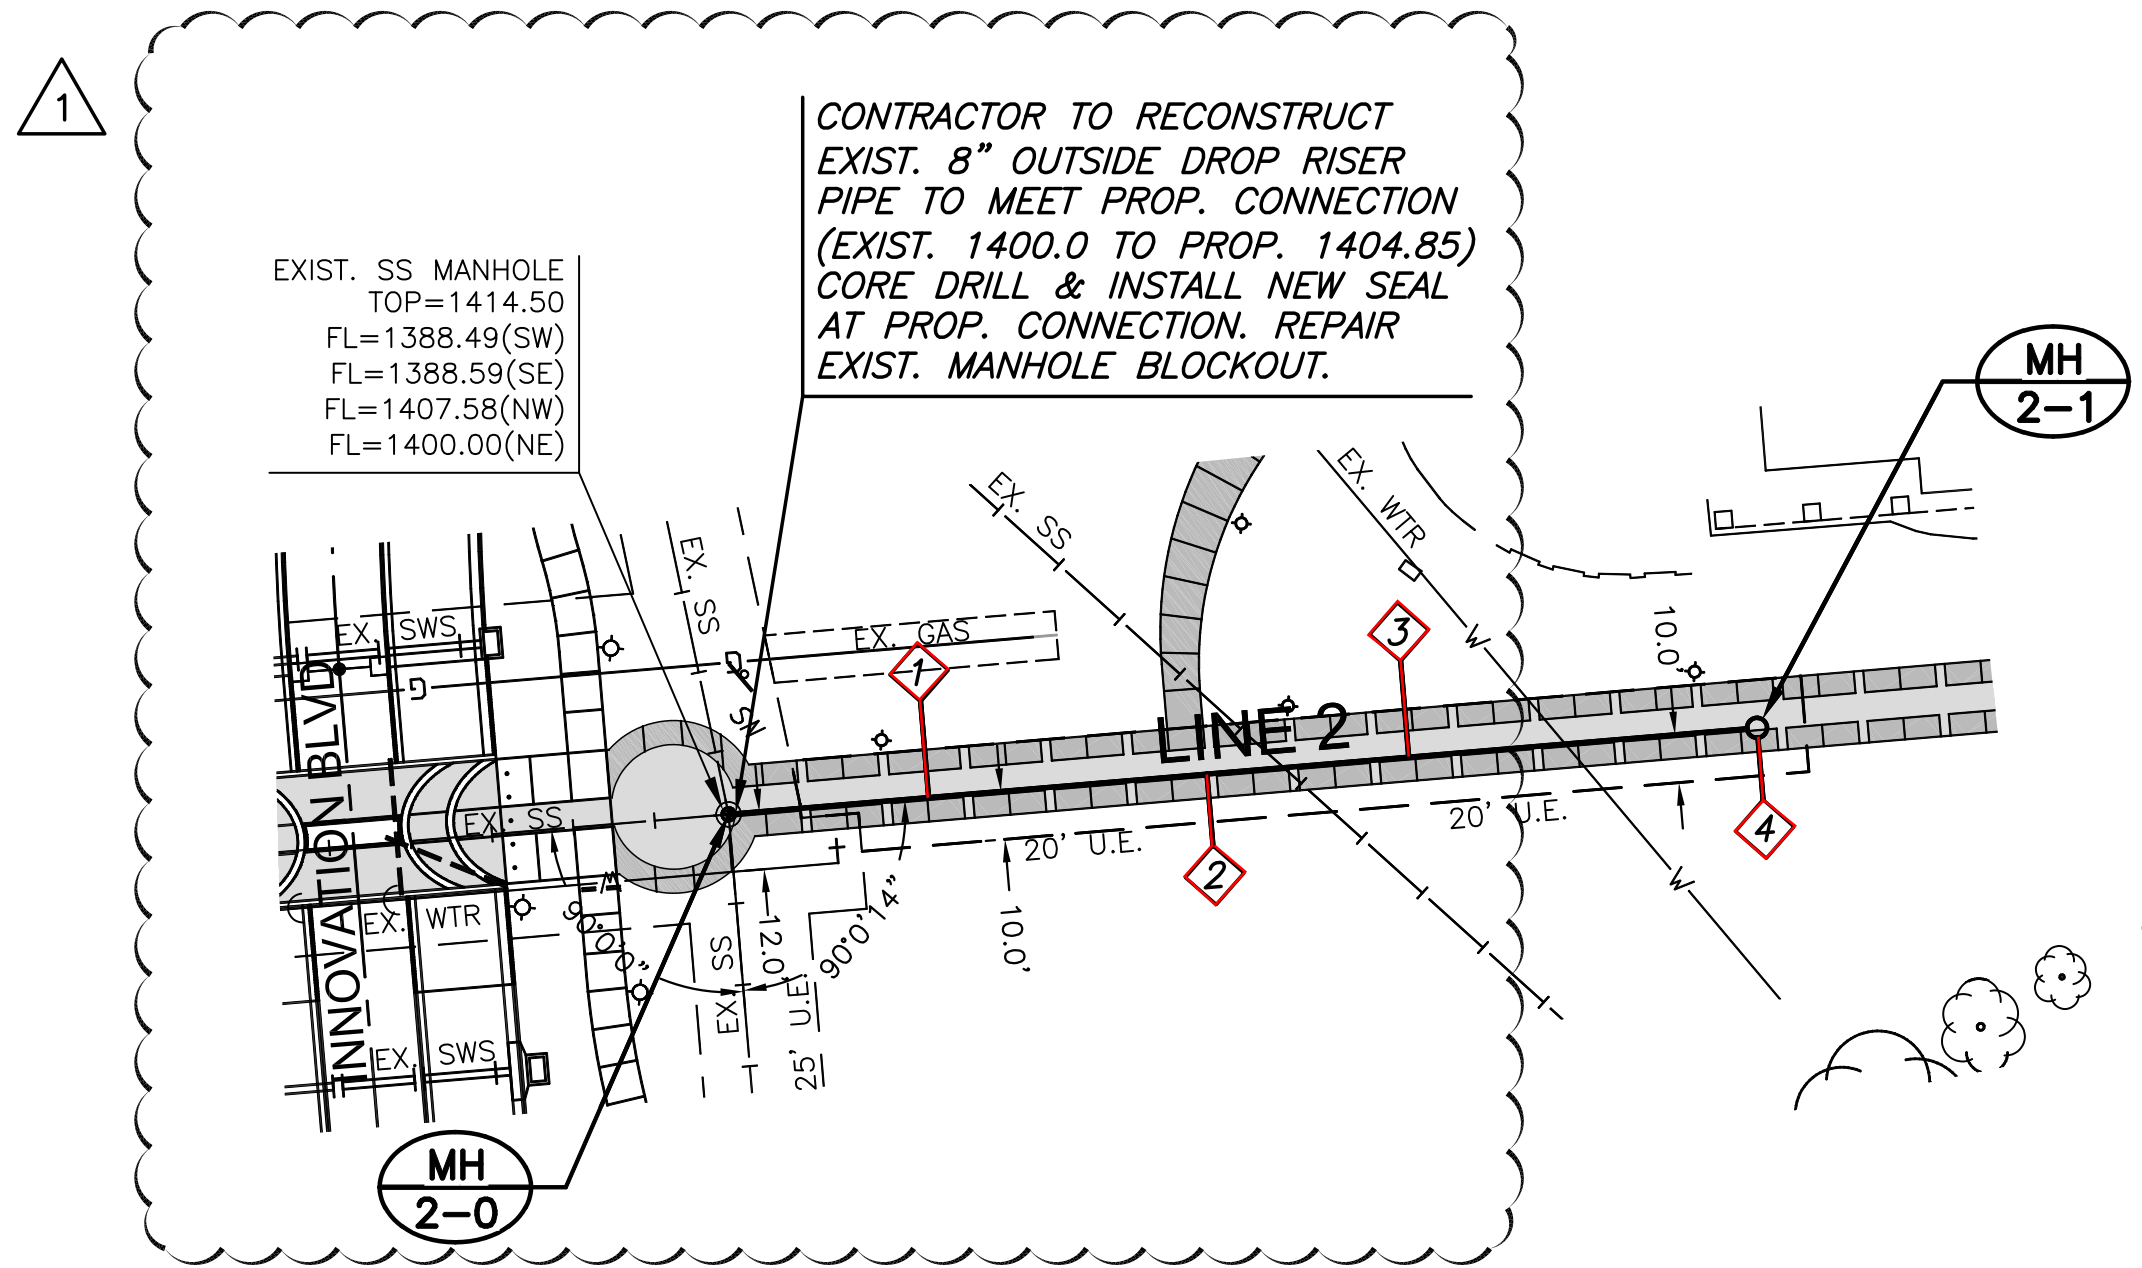 1
CONTRACTOR TO RECONSTRUCT
EXIST. 8" OUTSIDE DROP RISER
PIPE TO MEET PROP. CONNECTION
(EXIST. 1400.0 TO PROP. 1404.85)
CORE DRILL & INSTALL NEW SEAL
AT PROP. CONNECTION. REPAIR
EXIST. MANHOLE BLOCKOUT.
EXIST. SS MANHOLE
TOP=1414.50
FL=1388.49(SW)
FL=1388.59(SE)
FL=1407.58(NW)
FL=1400.00(NE)
MH
2-1
EX. SS
EX. WTR
EX. SS
EX. SWS
EX. GAS
G
G
1
3
10.0'
W
LINE 2
INNOVATION BLVD
EX. SS
20' U.E.
20' U.E.
2
4
W
W
EX. WTR
90°0'0"
EX. SS
12.0'
25' U.E.
90°0'14"
10.0'
EX. SWS
MH
2-0